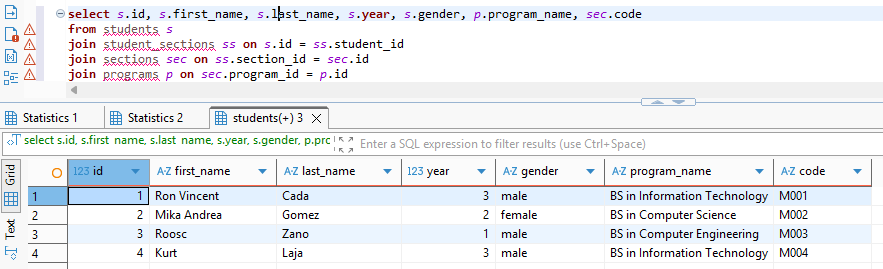 select s.id, s.first_name, s.last_name, s.year, s.gender, p.program_name, sec.code
from students s
join student_sections ss on s.id = ss.student_id
join sections sec on ss.section_id = sec.id
join programs p on sec.program_id = p.id
Statistics 1 Statistics 2 students(+) 3
select s.id, s.first_name, s.last_name, s.year, s.gender, p.prc Enter a SQL expression to filter results (use Ctrl+Space)
Grid
Text
123 id A-Z first_name A-Z last_name 123 year A-Z gender A-Z program_name A-Z code
1 1 Ron Vincent Cada 3 male BS in Information Technology M001
2 2 Mika Andrea Gomez 2 female BS in Computer Science M002
3 3 Roosc Zano 1 male BS in Computer Engineering M003
4 4 Kurt Laja 3 male BS in Information Technology M004